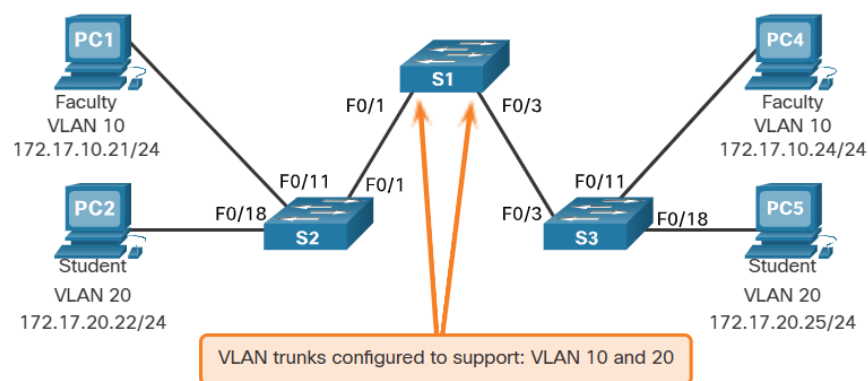 PC1
Faculty
VLAN 10
172.17.10.21/24
PC2
Student
VLAN 20
172.17.20.22/24
F0/11
F0/18
F0/1
S2
F0/1
S1
F0/3
F0/3
S3
F0/11
F0/18
PC4
Faculty
VLAN 10
172.17.10.24/24
PC5
Student
VLAN 20
172.17.20.25/24
VLAN trunks configured to support: VLAN 10 and 20